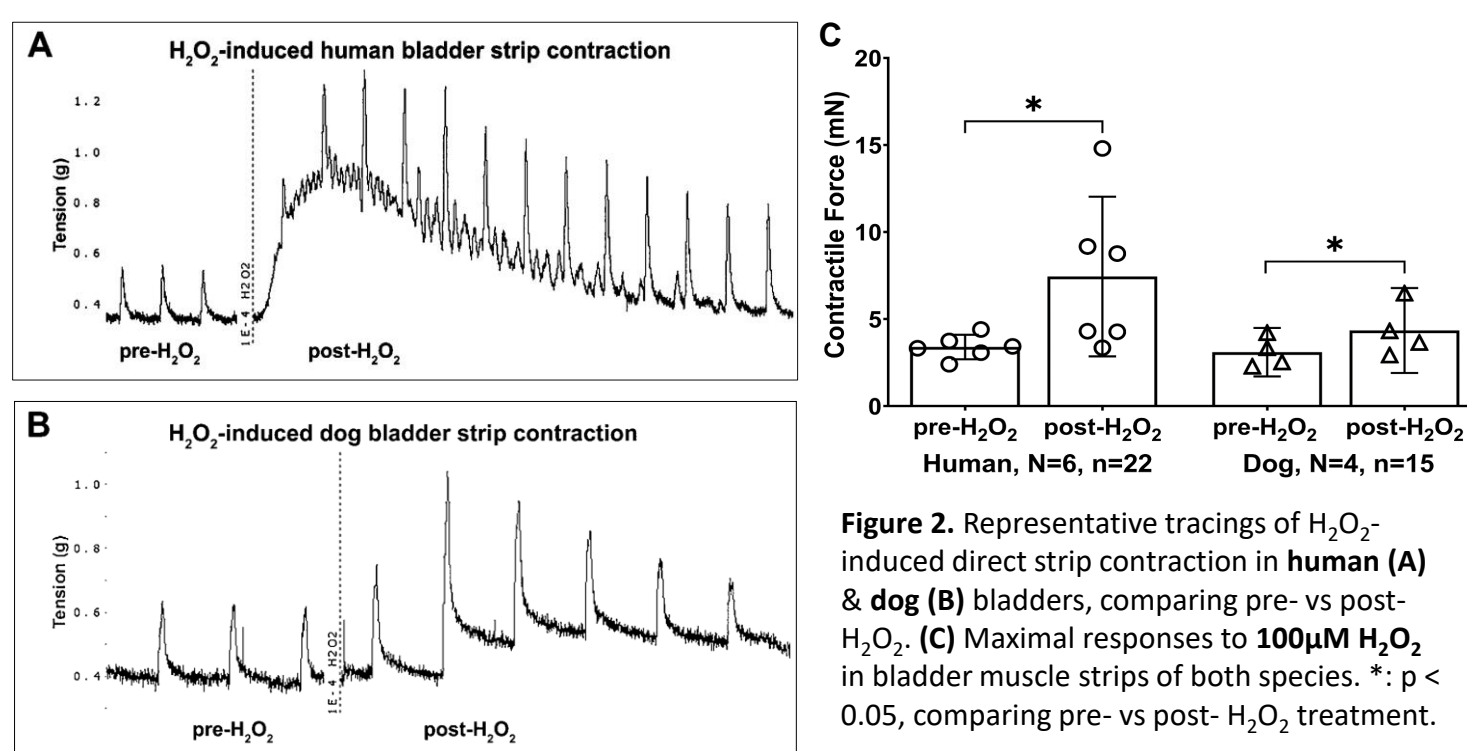 A
H₂O₂-induced human bladder strip contraction
Tension (g)
1.2
1.0
0.8
0.6
0.4
1E-4 H2O2
pre-H₂O₂ post-H₂O₂
B
H₂O₂-induced dog bladder strip contraction
Tension (g)
1.0
0.8
0.6
0.4
1E-4 H2O2
pre-H₂O₂ post-H₂O₂
C
Contractile Force (mN)
20
15
10
5
0
* *
pre-H₂O₂ post-H₂O₂ pre-H₂O₂ post-H₂O₂
Human, N=6, n=22 Dog, N=4, n=15
Figure 2. Representative tracings of H₂O₂-
induced direct strip contraction in human (A)
& dog (B) bladders, comparing pre- vs post-
H₂O₂. (C) Maximal responses to 100µM H₂O₂
in bladder muscle strips of both species. *: p <
0.05, comparing pre- vs post- H₂O₂ treatment.